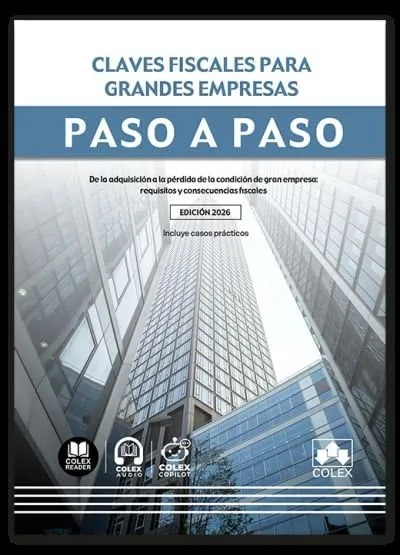 CLAVES FISCALES PARA
GRANDES EMPRESAS
PASO A PASO
De la adquisición a la pérdida de la condición de gran empresa:
requisitos y consecuencias fiscales
EDICIÓN 2026
Incluye casos prácticos
COLEX
READER
COLEX
AUDIO
COLEX
COPILOT
COLEX